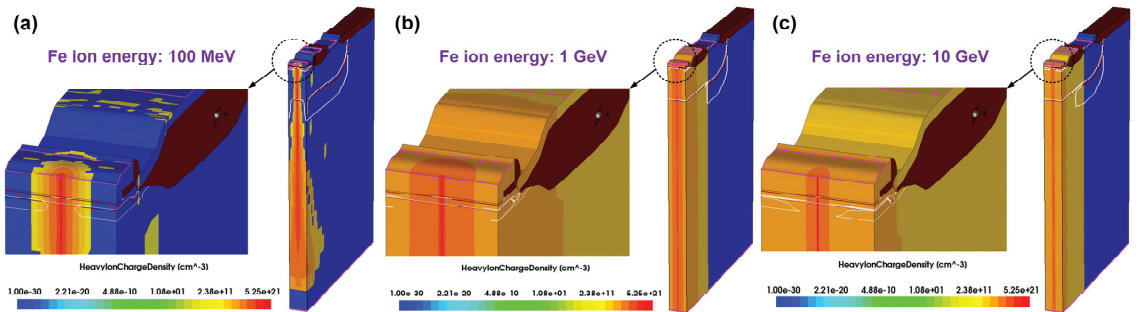 (a)
Fe ion energy: 100 MeV
HeavyIonChargeDensity (cm^-3)
1.00e-30 2.21e-20 4.88e-10 1.08e+01 2.38e+11 5.25e+21
(b)
Fe ion energy: 1 GeV
HeavyIonChargeDensity (cm^-3)
1.00e-30 2.21e-20 4.88e-10 1.08e+01 2.38e+11 5.25e+21
(c)
Fe ion energy: 10 GeV
HeavyIonChargeDensity (cm^-3)
1.00e-30 2.21e-20 4.88e-10 1.08e+01 2.38e+11 5.25e+21